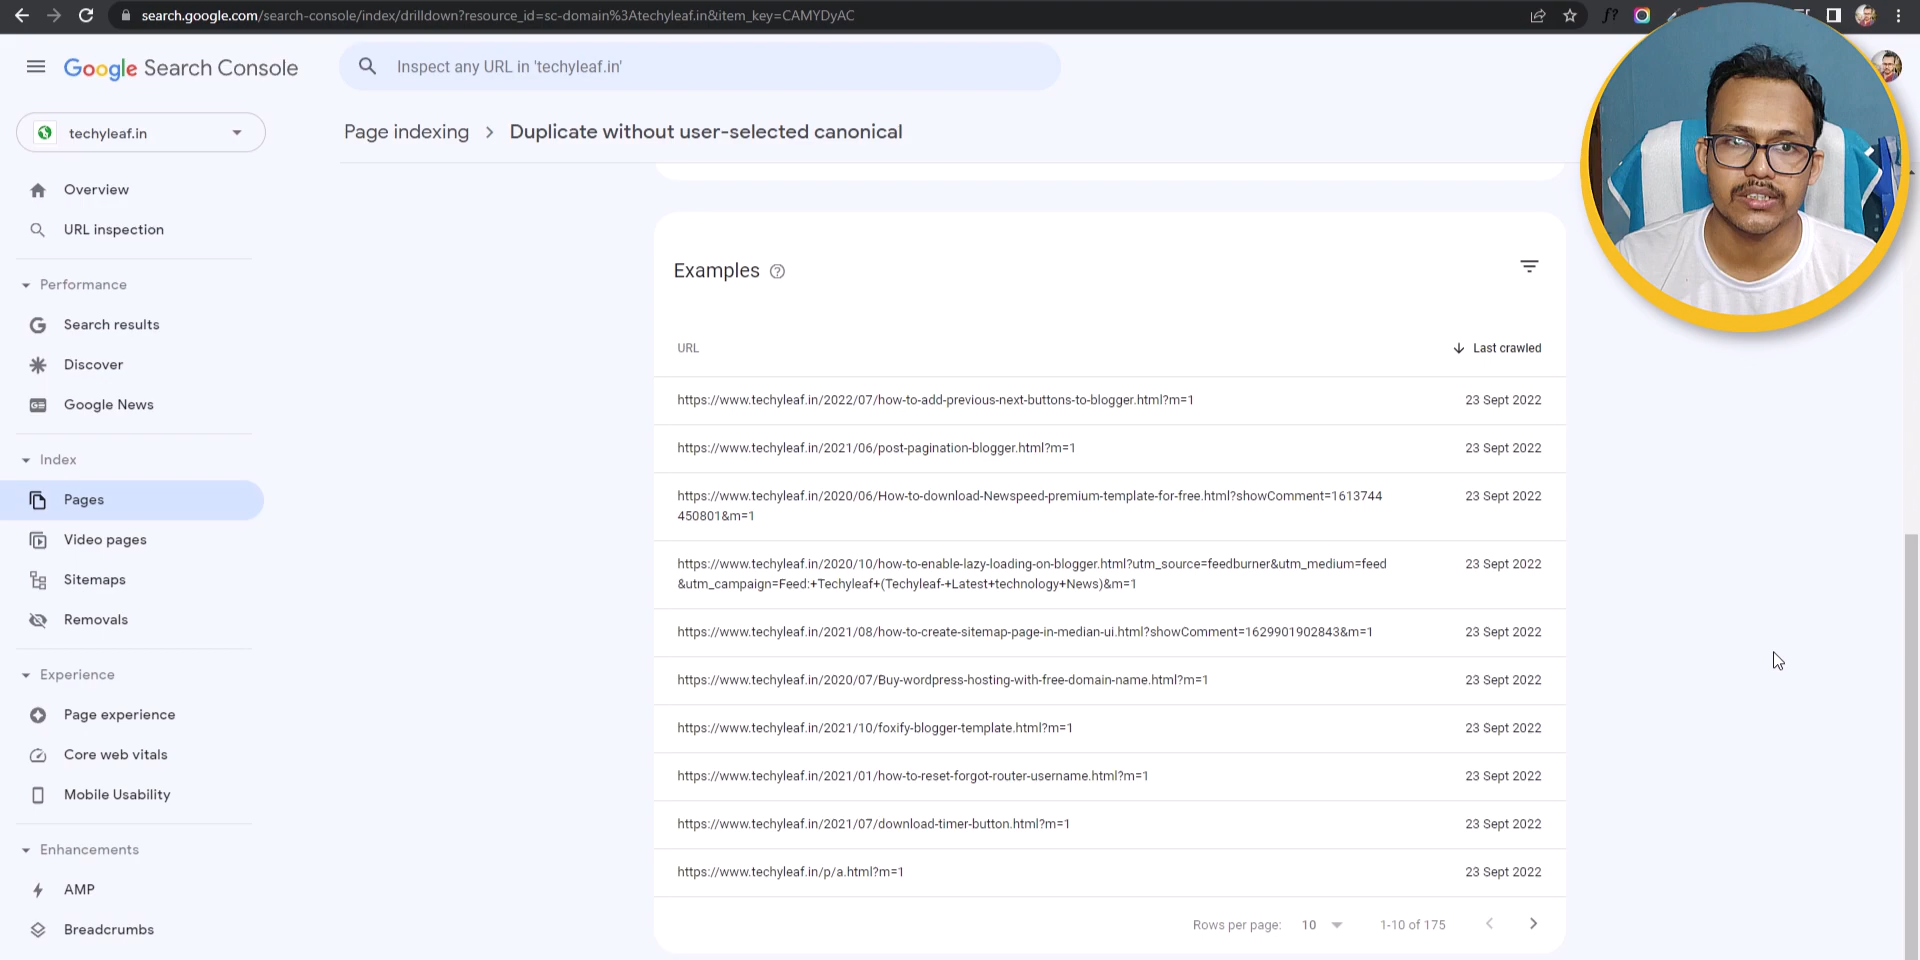 search.google.com/search-console/index/drilldown?resource_id=sc-domain%3Atechyleaf.in&item_key=CAMYDyAC
f?
Google Search Console
Inspect any URL in 'techyleaf.in'
techyleaf.in
Page indexing > Duplicate without user-selected canonical
Overview
URL inspection
Performance
Search results
Discover
Google News
Index
Pages
Video pages
Sitemaps
Removals
Experience
Page experience
Core web vitals
Mobile Usability
Enhancements
AMP
Breadcrumbs
Examples
URL
Last crawled
https://www.techyleaf.in/2022/07/how-to-add-previous-next-buttons-to-blogger.html?m=1 23 Sept 2022
https://www.techyleaf.in/2021/06/post-pagination-blogger.html?m=1 23 Sept 2022
https://www.techyleaf.in/2020/06/How-to-download-Newspeed-premium-template-for-free.html?showComment=1613744 23 Sept 2022
450801&m=1
https://www.techyleaf.in/2020/10/how-to-enable-lazy-loading-on-blogger.html?utm_source=feedburner&utm_medium=feed 23 Sept 2022
&utm_campaign=Feed:+Techyleaf+(Techyleaf-+Latest+technology+News)&m=1
https://www.techyleaf.in/2021/08/how-to-create-sitemap-page-in-median-ui.html?showComment=1629901902843&m=1 23 Sept 2022
https://www.techyleaf.in/2020/07/Buy-wordpress-hosting-with-free-domain-name.html?m=1 23 Sept 2022
https://www.techyleaf.in/2021/10/foxify-blogger-template.html?m=1 23 Sept 2022
https://www.techyleaf.in/2021/01/how-to-reset-forgot-router-username.html?m=1 23 Sept 2022
https://www.techyleaf.in/2021/07/download-timer-button.html?m=1 23 Sept 2022
https://www.techyleaf.in/p/a.html?m=1 23 Sept 2022
Rows per page: 10 1-10 of 175